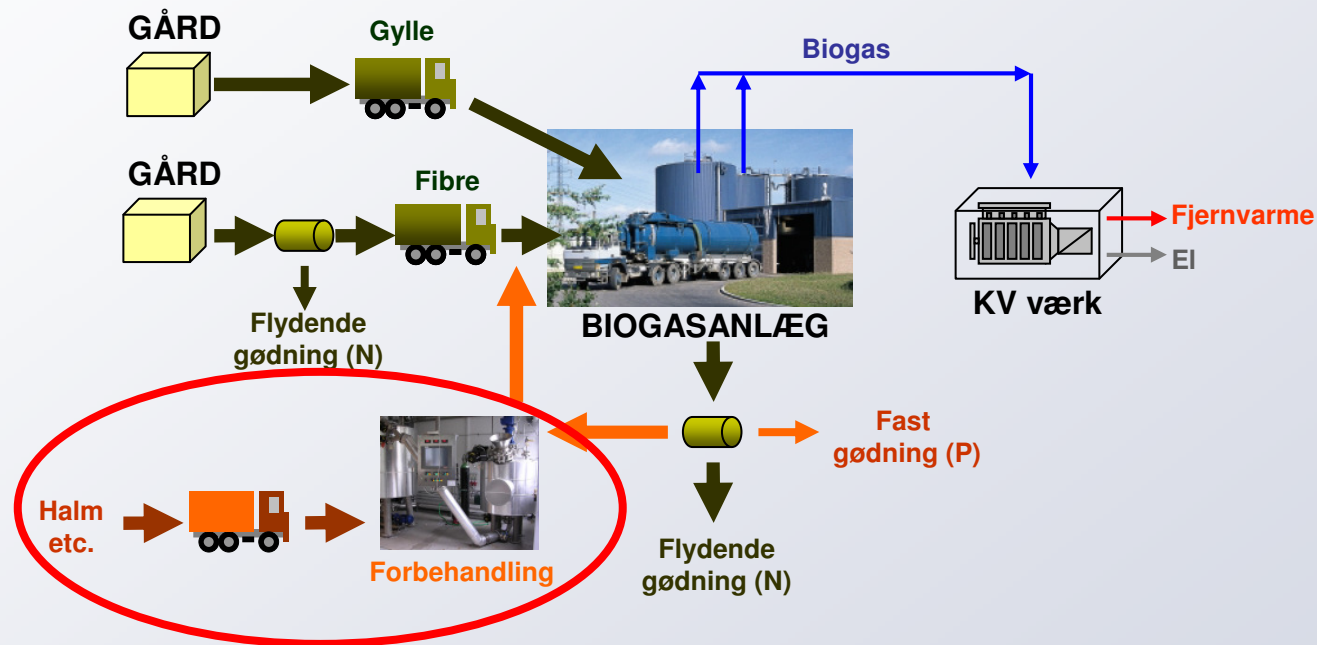 GÅRD
Gylle
Biogas
GÅRD
Fibre
Fjernvarme
El
KV værk
Flydende
gødning (N)
BIOGASANLÆG
Fast
gødning (P)
Halm
etc.
Forbehandling
Flydende
gødning (N)